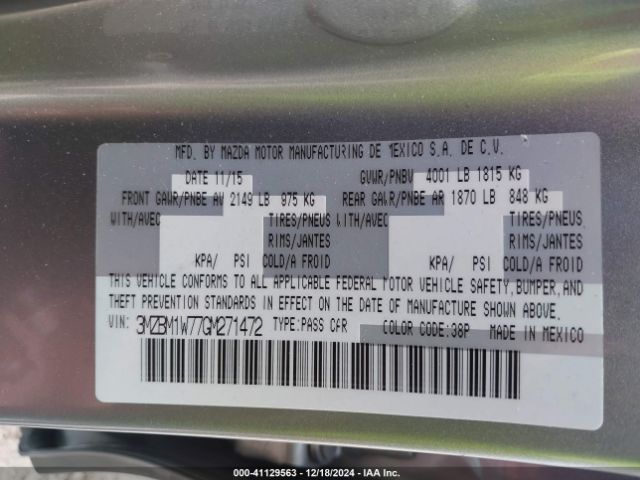 MFD. BY MAZDA MOTOR MANUFACTURING DE MEXICO S.A. DE C.V.
DATE 11/15 GVWR/PNBV 4001 LB 1815 KG
FRONT GAWR/PNBE AV 2149 LB 975 KG REAR GAWR/PNBE AR 1870 LB 848 KG
WITH/AVEC TIRES/PNEUS WITH/AVEC TIRES/PNEUS
RIMS/JANTES RIMS/JANTES
KPA/ PSI COLD/A FROID KPA/ PSI COLD/A FROID
THIS VEHICLE CONFORMS TO ALL APPLICABLE FEDERAL MOTOR VEHICLE SAFETY, BUMPER, AND
THEFT PREVENTION STANDARDS IN EFFECT ON THE DATE OF MANUFACTURE SHOWN ABOVE.
VIN: 3MZBM1W77GM271472 TYPE:PASS CAR COLOR CODE:38P MADE IN MEXICO
000-41129563 - 12/18/2024 - IAA Inc.